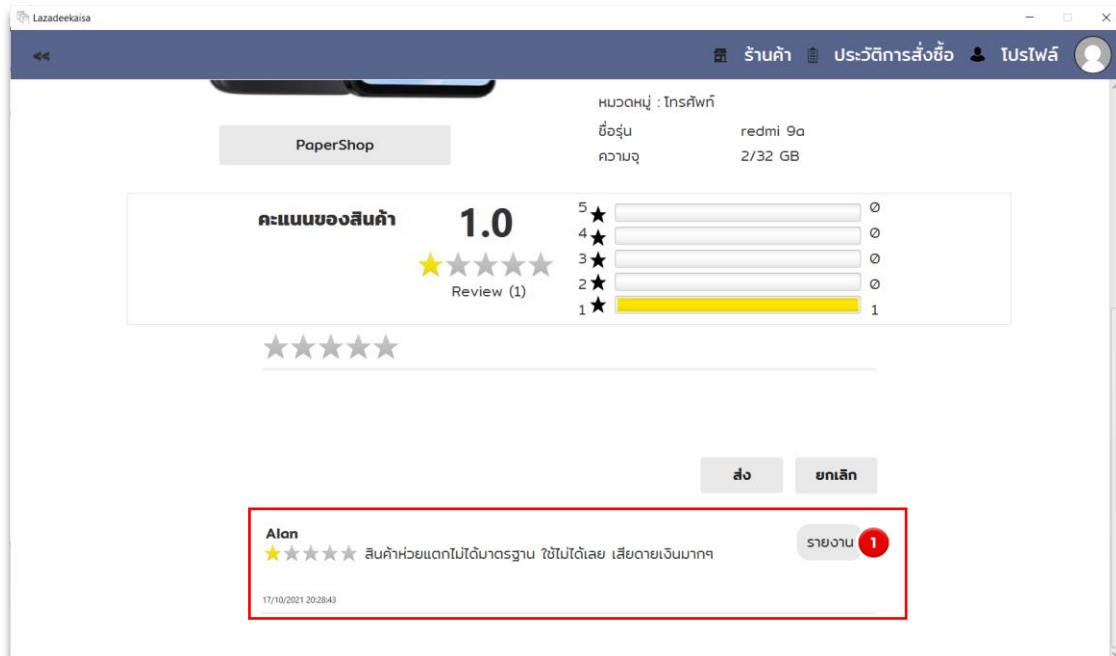 Lazadeekaisa
<<
ร้านค้า ประวัติการสั่งซื้อ โปรไฟล์
หมวดหมู่ : โทรศัพท์
ชื่อรุ่น redmi 9a
ความจุ 2/32 GB
PaperShop
คะแนนของสินค้า
1.0
Review (1)
5 0
4 0
3 0
2 0
1 1
ส่ง ยกเลิก
Alan
สินค้าห่วยแตกไม่ได้มาตรฐาน ใช้ไม่ได้เลย เสียดายเงินมากๆ
รายงาน 1
17/10/2021 20:28:43